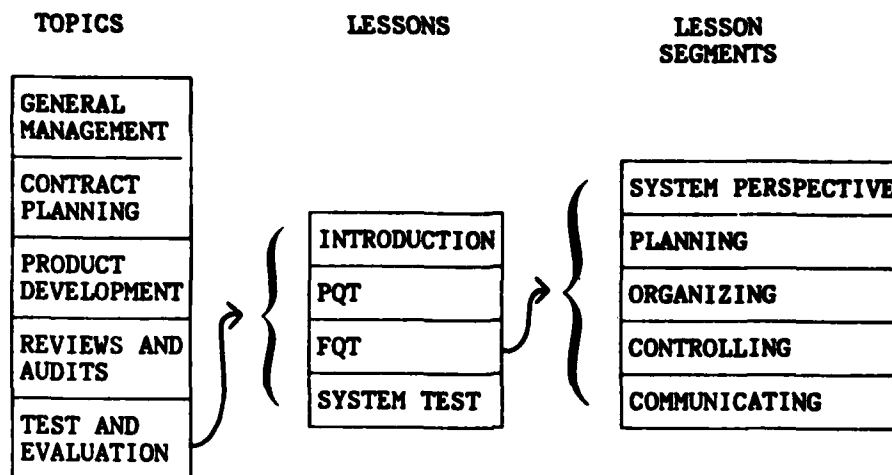 TOPICS
LESSONS
LESSON
SEGMENTS
GENERAL
MANAGEMENT
CONTRACT
PLANNING
PRODUCT
DEVELOPMENT
REVIEWS AND
AUDITS
TEST AND
EVALUATION
INTRODUCTION
PQT
FQT
SYSTEM TEST
SYSTEM PERSPECTIVE
PLANNING
ORGANIZING
CONTROLLING
COMMUNICATING